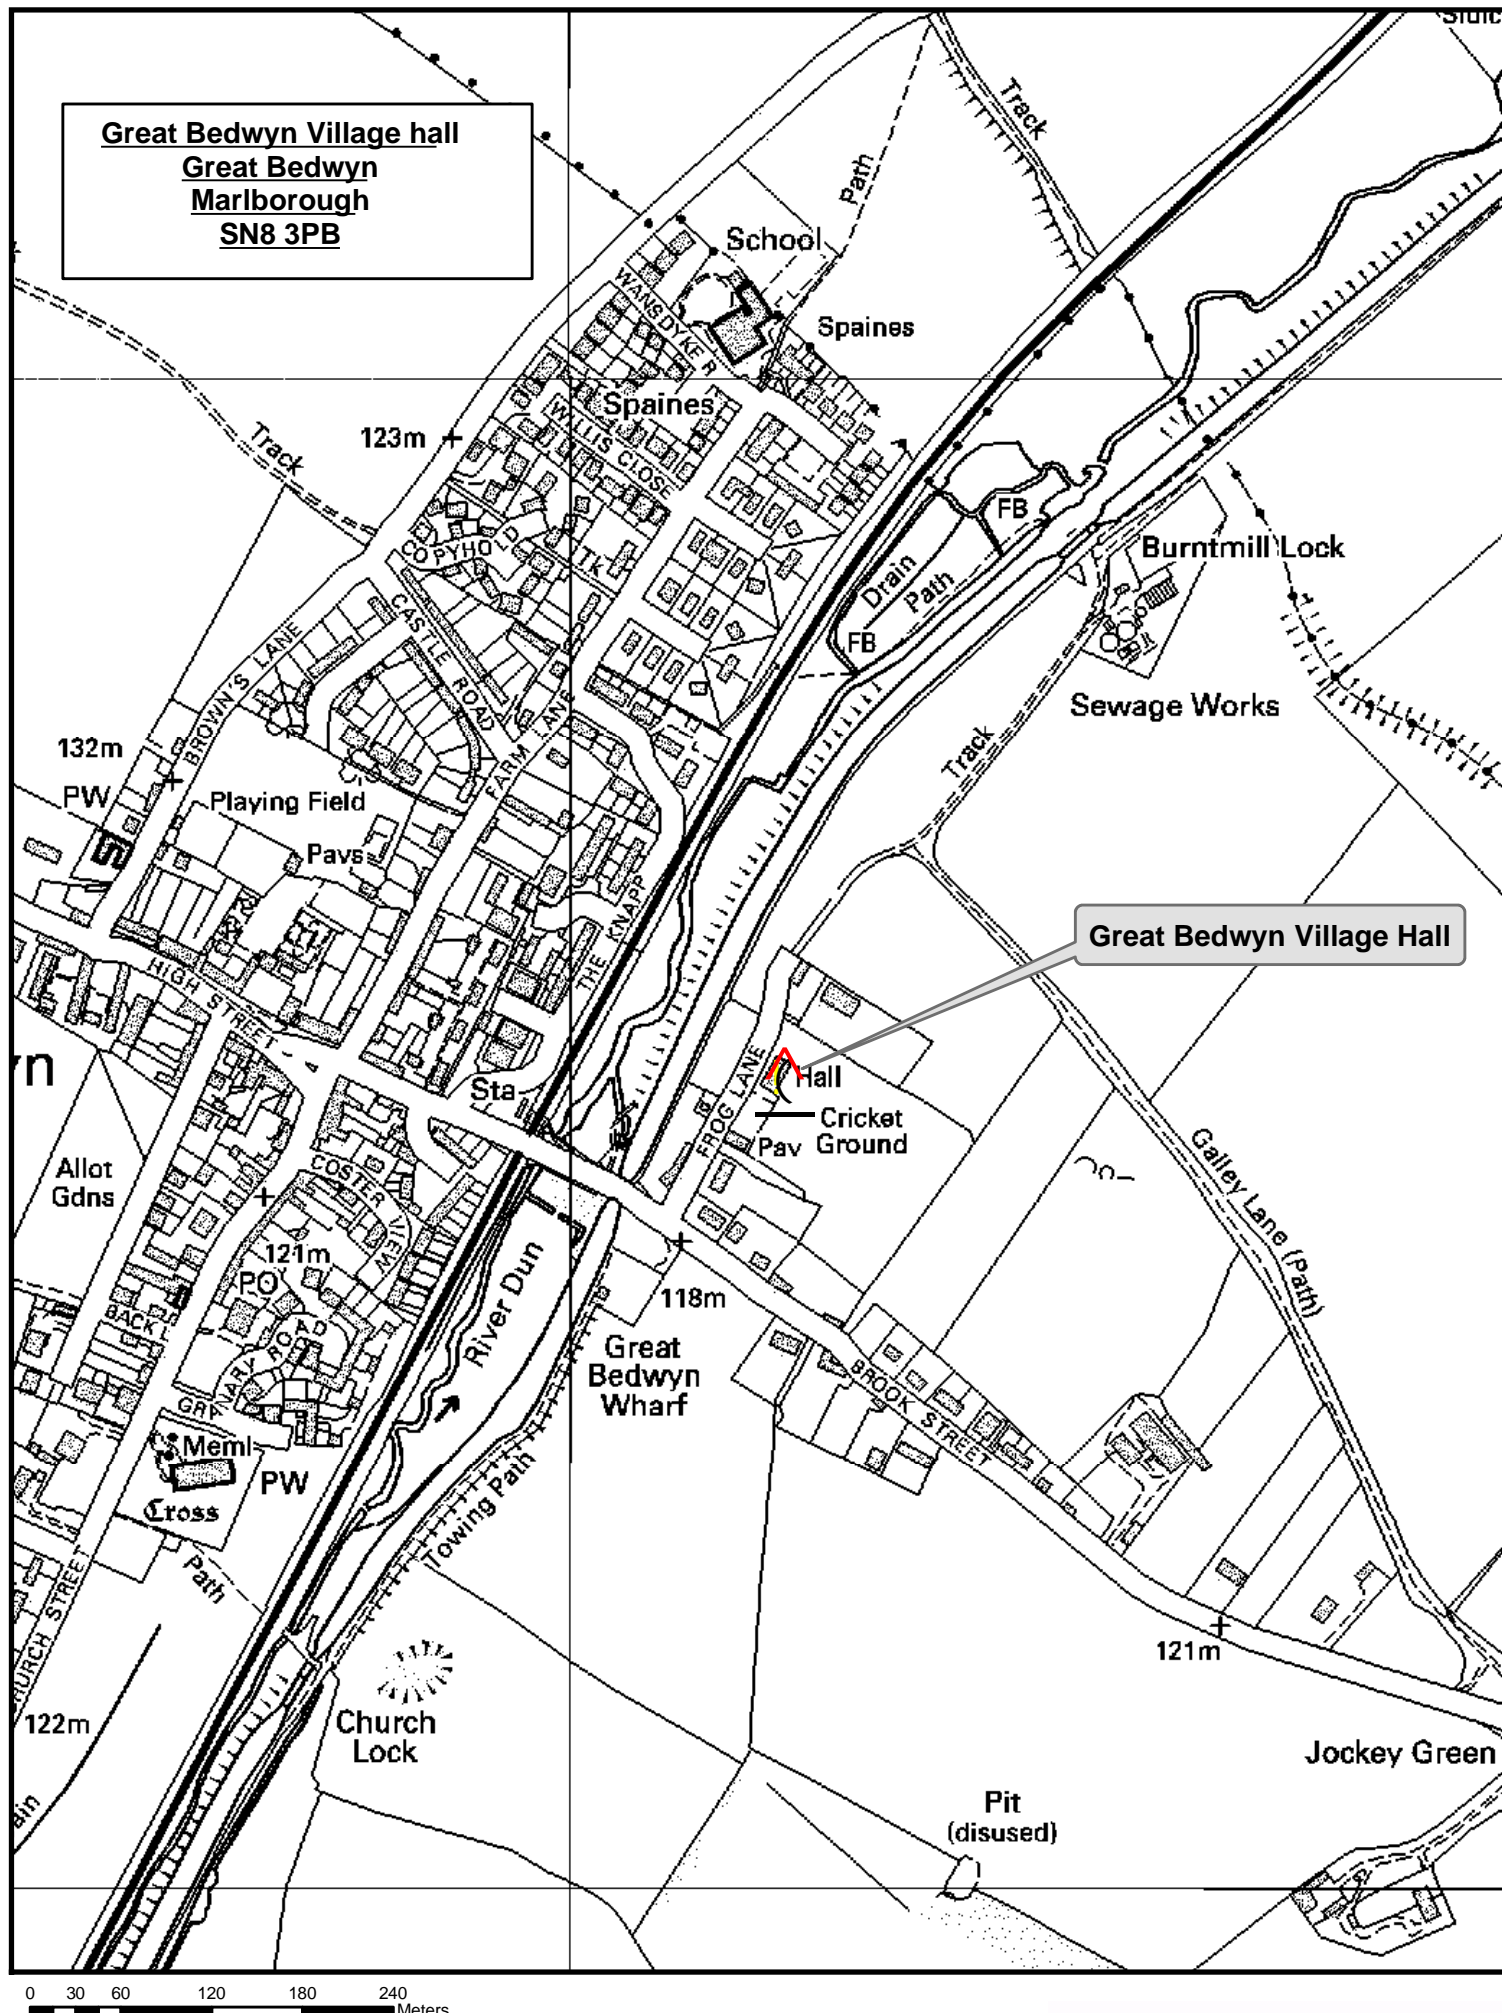 Great Bedwyn Village hall
Great Bedwyn
Marlborough
SN8 3PB
Track
Path
School
WANSDYKE R
Spaines
Spaines
WILLIS CLOSE
123m
Track
COPYHOLD
Tk
FB
Burntmill Lock
Drain
Path
FB
CASTLE ROAD
BROWN'S LANE
FARM LANE
Sewage Works
132m
PW
Playing Field
Track
Pavs
THE KNAPP
Great Bedwyn Village Hall
HIGH STREET
yn
Sta
FROG LANE
Hall
Cricket
Ground
Pav
Allot
Gdns
COSTER VIEW
Galley Lane (Path)
121m
PO
River Dun
118m
BACK
GRANARY ROAD
Great
Bedwyn
Wharf
BROOK STREET
Meml
Cross
PW
Towing Path
Path
CHURCH STREET
121m
122m
Church
Lock
Jockey Green
Pit
(disused)
0 30 60 120 180 240
Meters